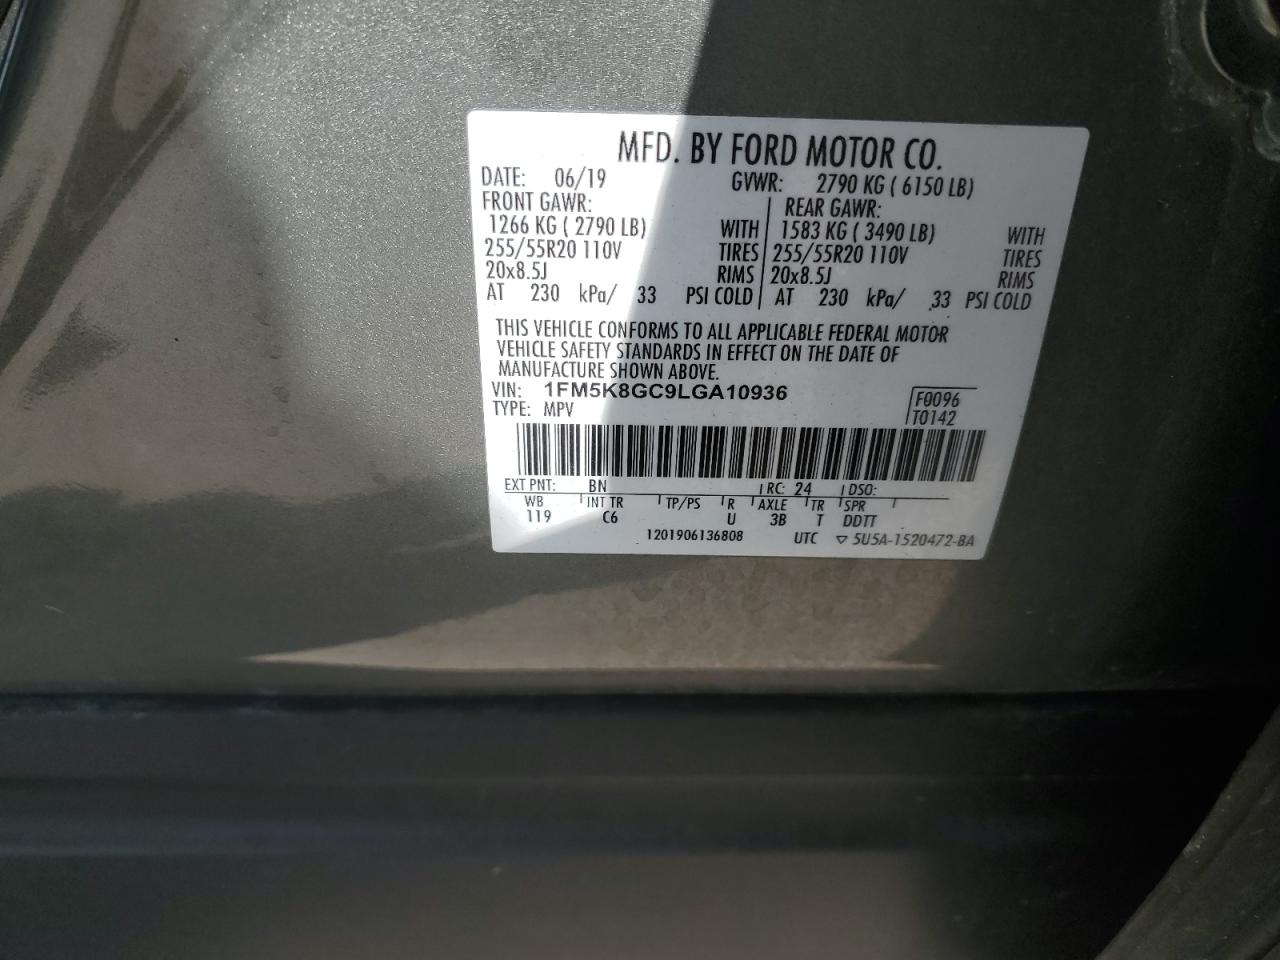 MFD. BY FORD MOTOR CO.
DATE: 06/19 GVWR: 2790 KG ( 6150 LB)
FRONT GAWR: REAR GAWR:
1266 KG ( 2790 LB) WITH 1583 KG ( 3490 LB) WITH
255/55R20 110V TIRES 255/55R20 110V TIRES
20x8.5J RIMS 20x8.5J RIMS
AT 230 kPa/ 33 PSI COLD AT 230 kPa/ 33 PSI COLD
THIS VEHICLE CONFORMS TO ALL APPLICABLE FEDERAL MOTOR
VEHICLE SAFETY STANDARDS IN EFFECT ON THE DATE OF
MANUFACTURE SHOWN ABOVE.
VIN: 1FM5K8GC9LGA10936 F0096
TYPE: MPV T0142
EXT PNT: BN RC: 24 DSO:
WB INT TR TP/PS R AXLE TR SPR
119 C6 U 3B T DDTT
1201906136808 UTC ▽ 5U5A-1520472-BA